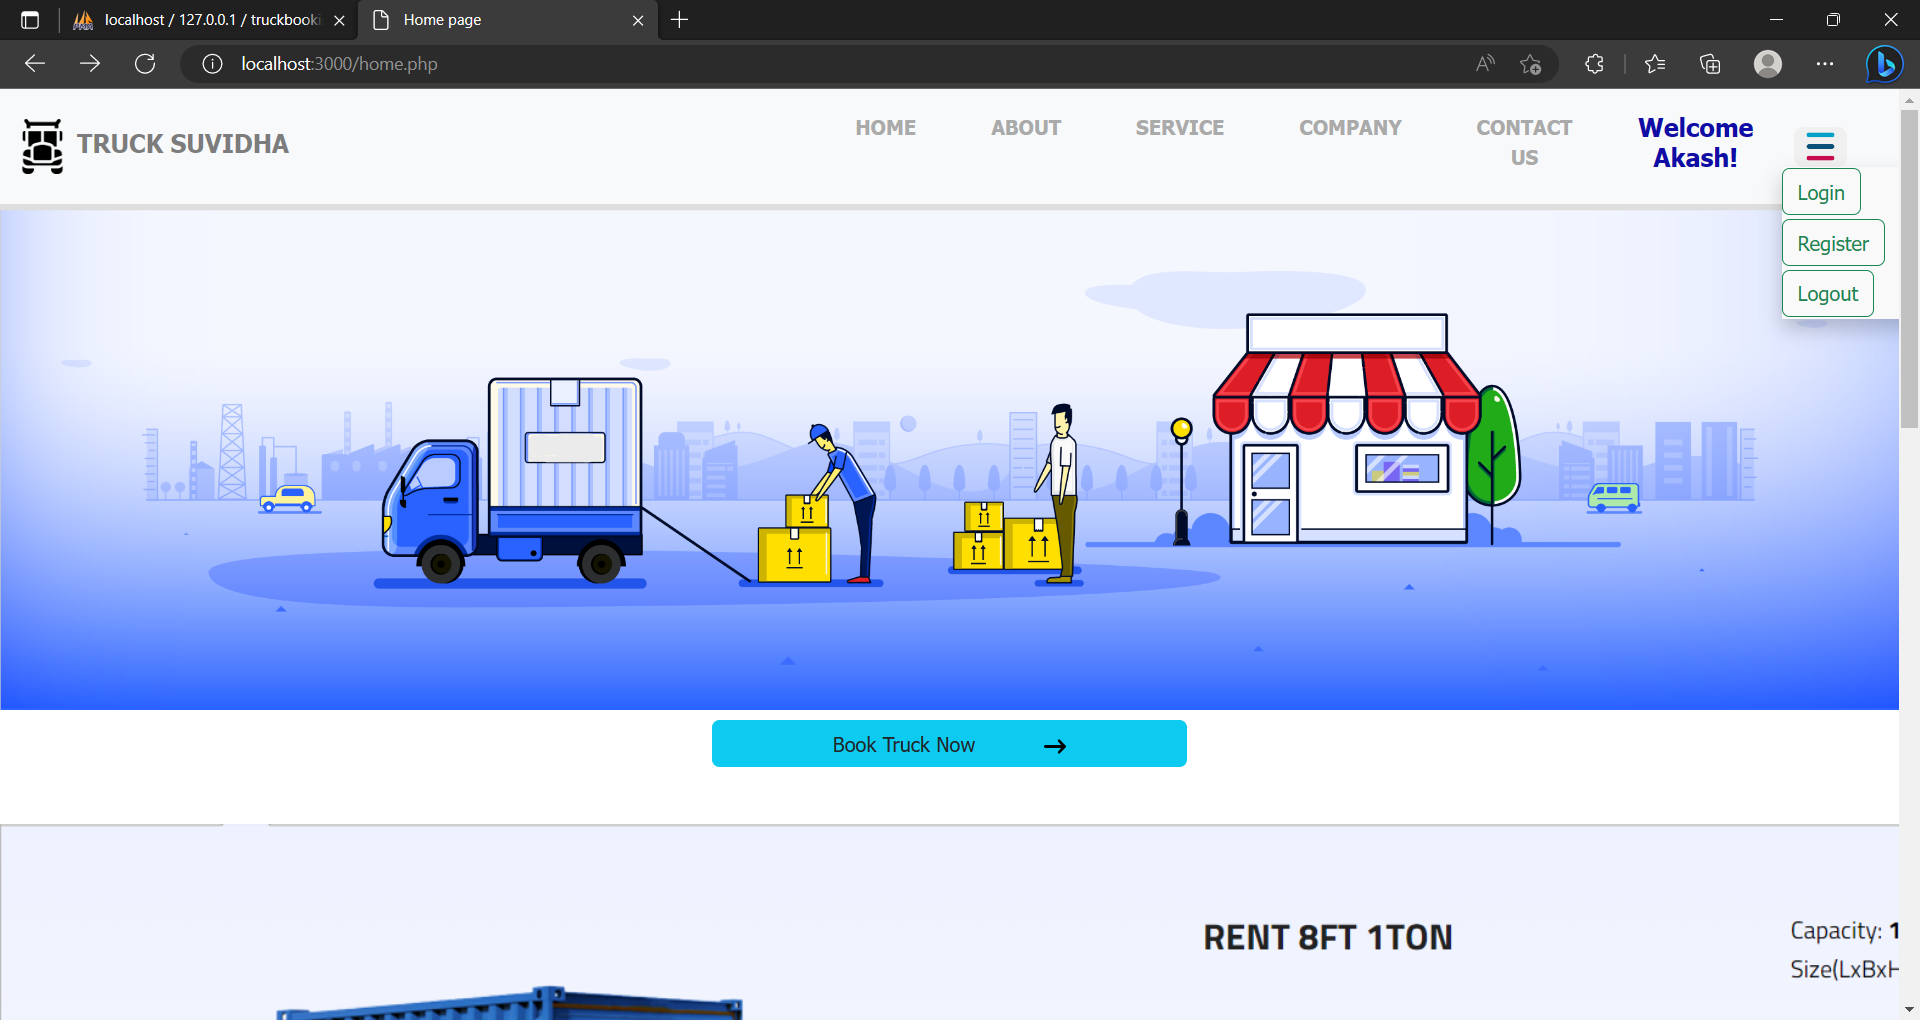 localhost / 127.0.0.1 / truckbooki
Home page
localhost:3000/home.php
TRUCK SUVIDHA
HOME
ABOUT
SERVICE
COMPANY
CONTACT
US
Welcome
Akash!
Login
Register
Logout
Book Truck Now
RENT 8FT 1TON
Capacity: 1
Size(LxBxH